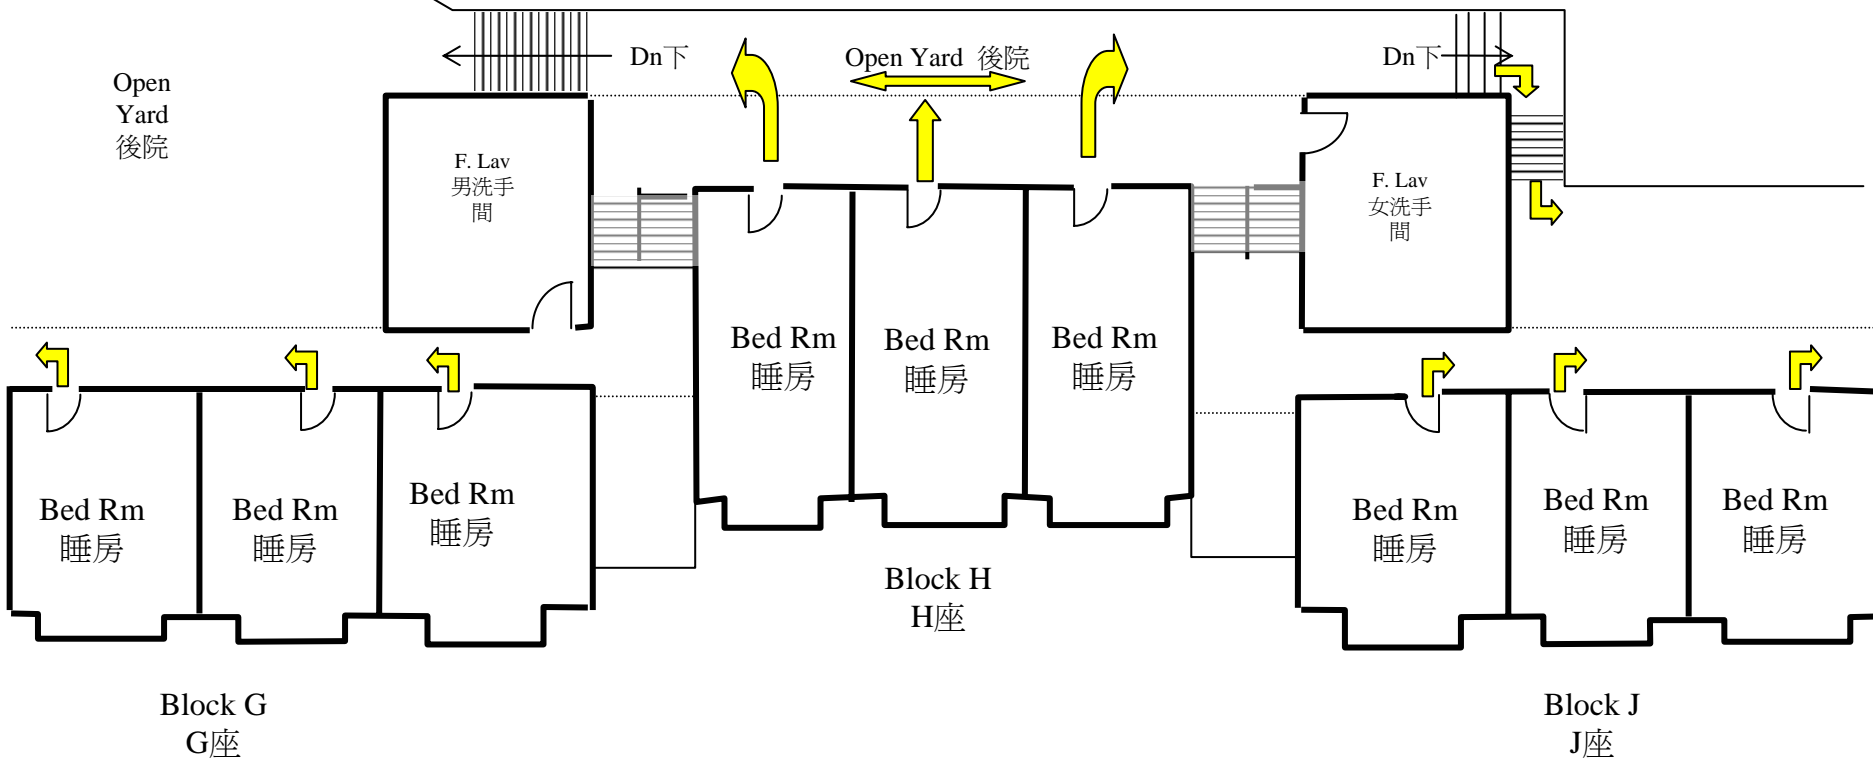 Dn下
Open Yard 後院
Dn下
Open
Yard
後院
F. Lav
男洗手
間
F. Lav
女洗手
間
Bed Rm
睡房
Bed Rm
睡房
Bed Rm
睡房
Bed Rm
睡房
Bed Rm
睡房
Bed Rm
睡房
Bed Rm
睡房
Bed Rm
睡房
Bed Rm
睡房
Block H
H座
Block G
G座
Block J
J座